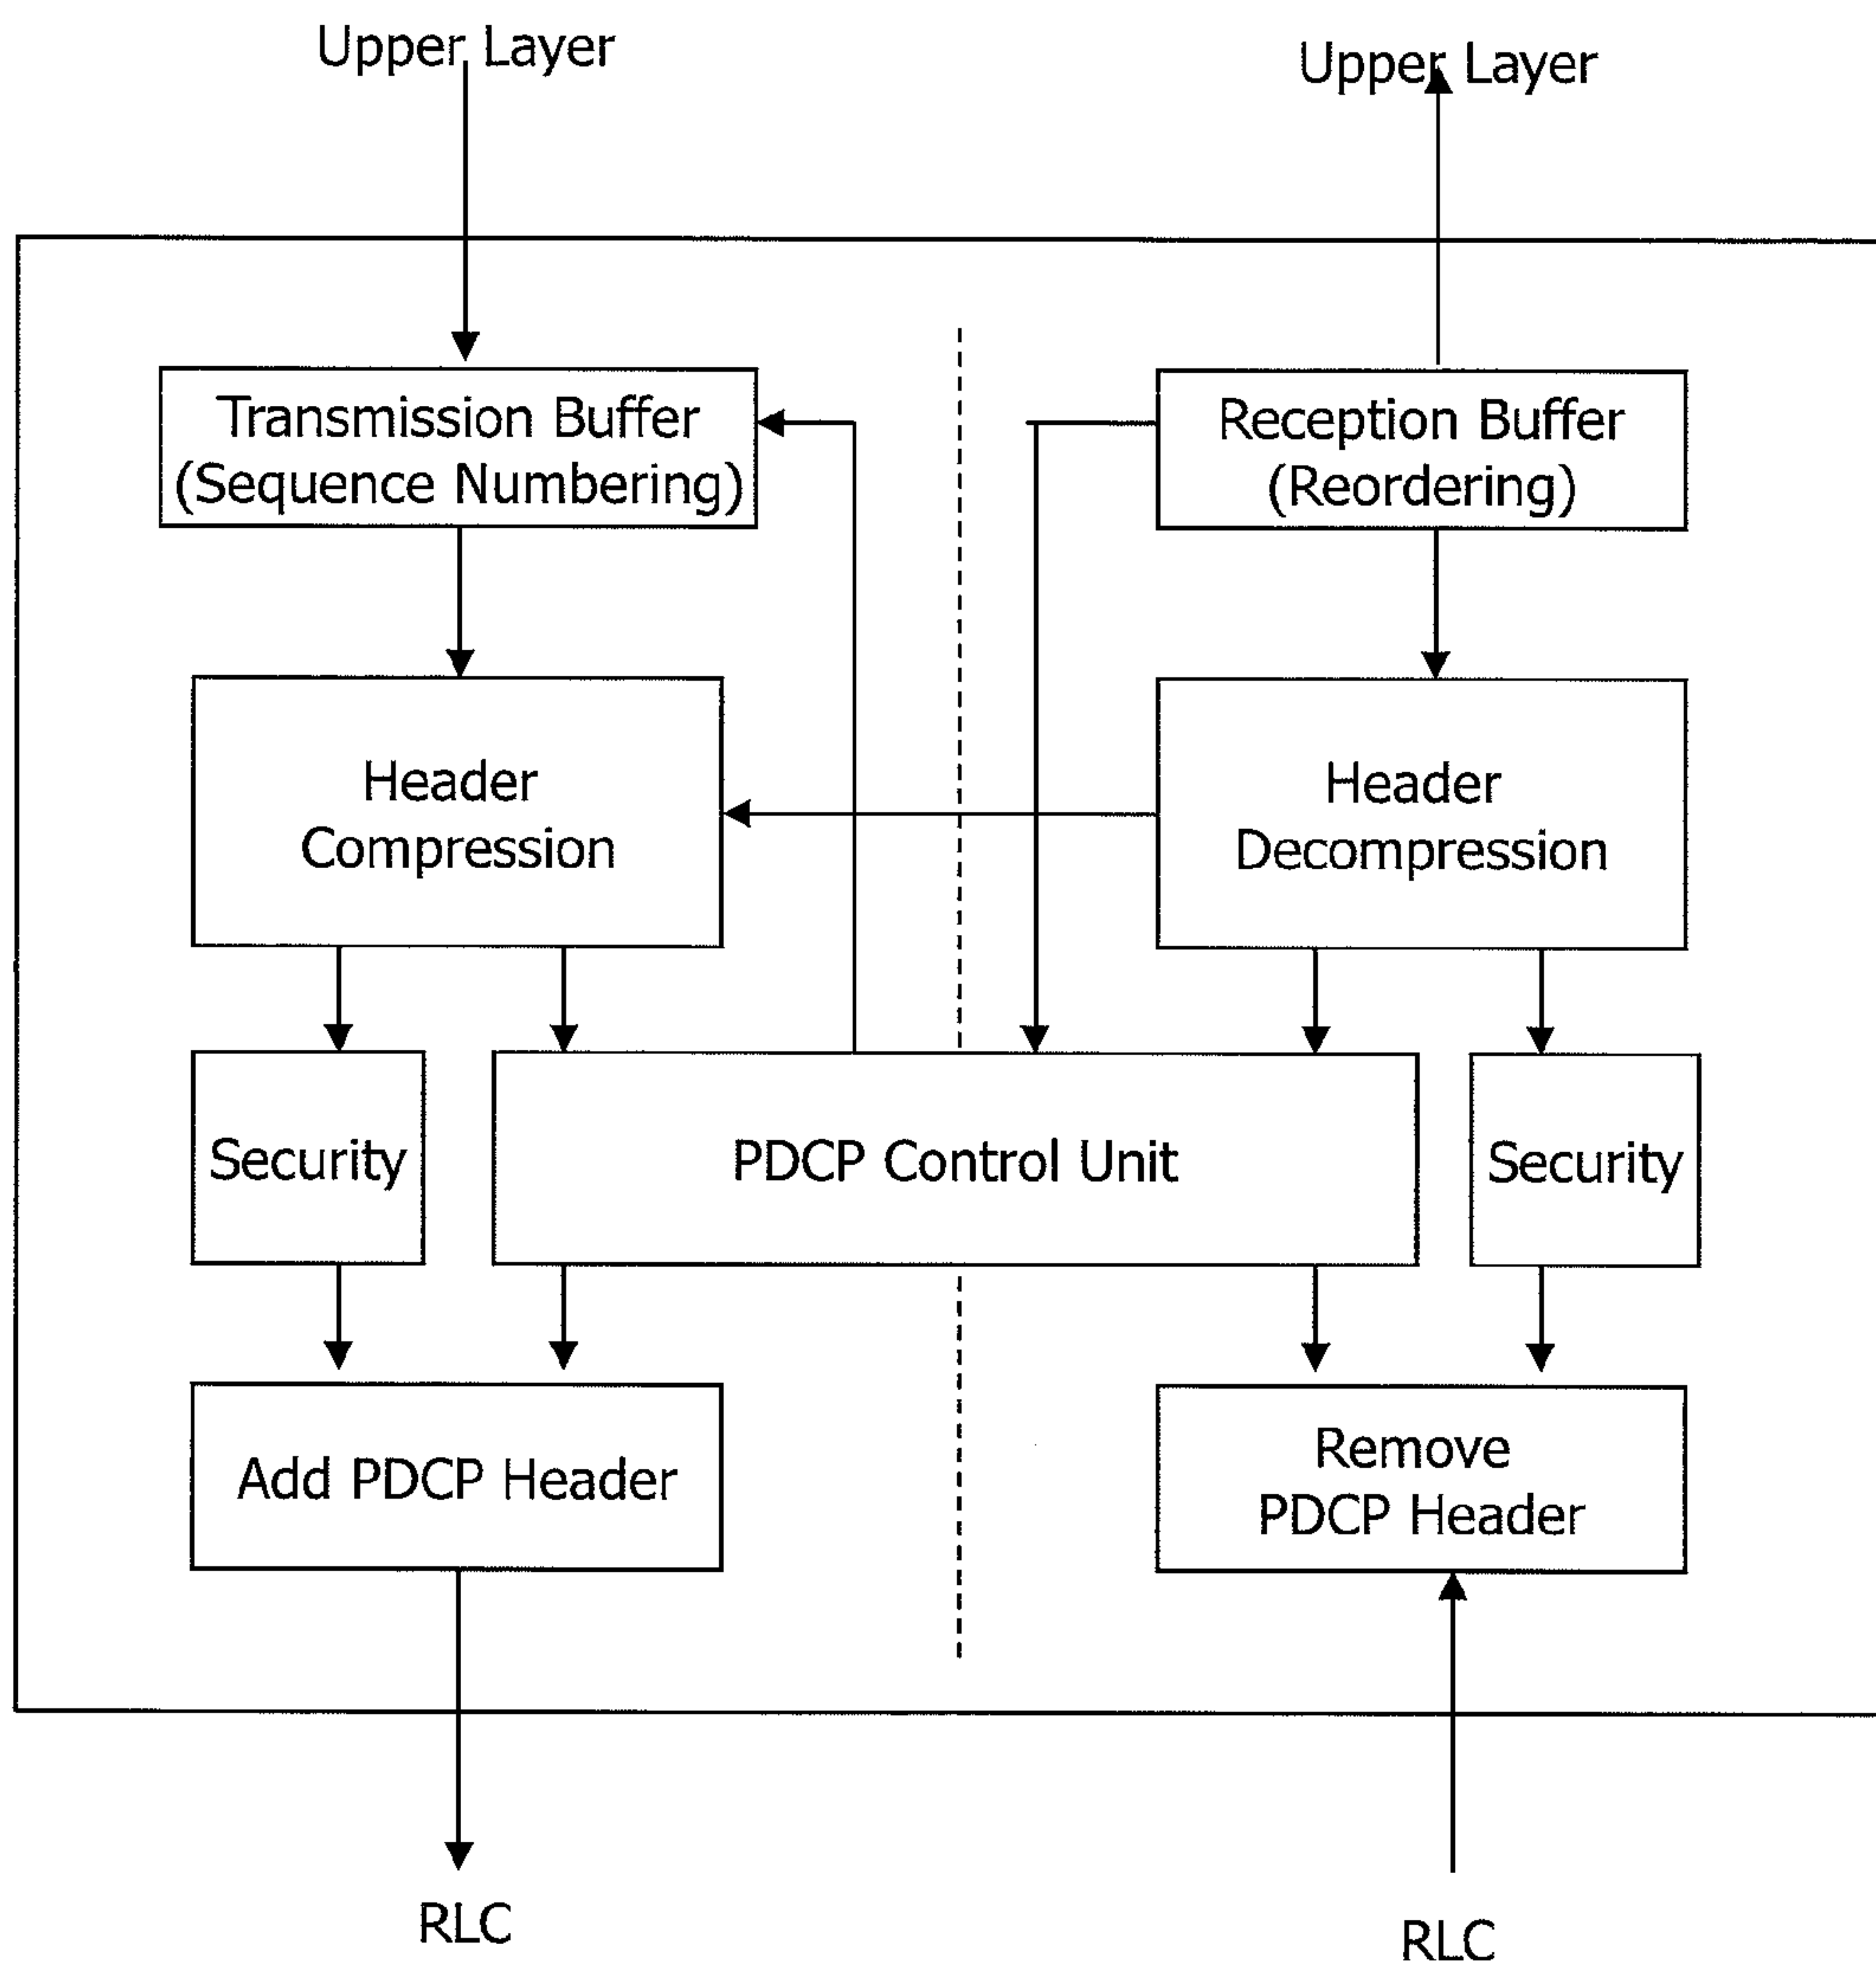 Upper Layer
Upper Layer
Transmission Buffer
(Sequence Numbering)
Reception Buffer
(Reordering)
Header
Compression
Header
Decompression
Security
PDCP Control Unit
Security
Add PDCP Header
Remove
PDCP Header
RLC
RLC